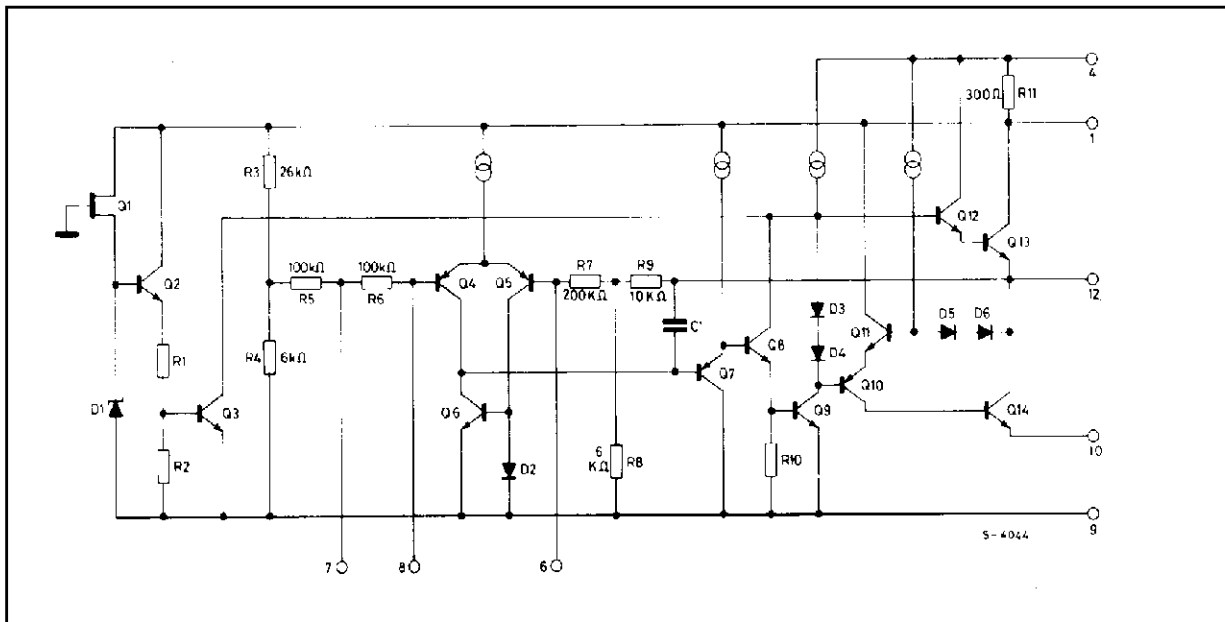 4
300Ω R11
1
R3 26kΩ
Q1
Q12
Q13
100kΩ 100kΩ
R5 R6
Q4 Q5
R7 R9
200KΩ 10KΩ
12
Q2
C'
D3
D5 D6
Q11
R1
R4 6kΩ
Q7
Q8
D4
Q10
D1
Q3
Q6
Q9
Q14
10
R2
D2
6
KΩ R8
R10
9
S-4044
7 8 6